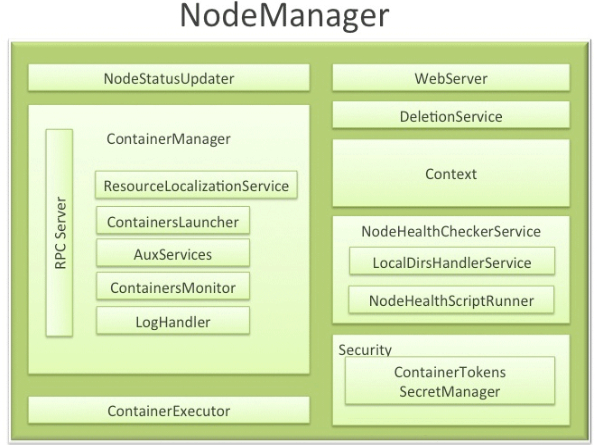 NodeManager
NodeStatusUpdater
ContainerManager
RPC Server
ResourceLocalizationService
ContainersLauncher
AuxServices
ContainersMonitor
LogHandler
ContainerExecutor
WebServer
DeletionService
Context
NodeHealthCheckerService
LocalDirsHandlerService
NodeHealthScriptRunner
Security
ContainerTokens
SecretManager